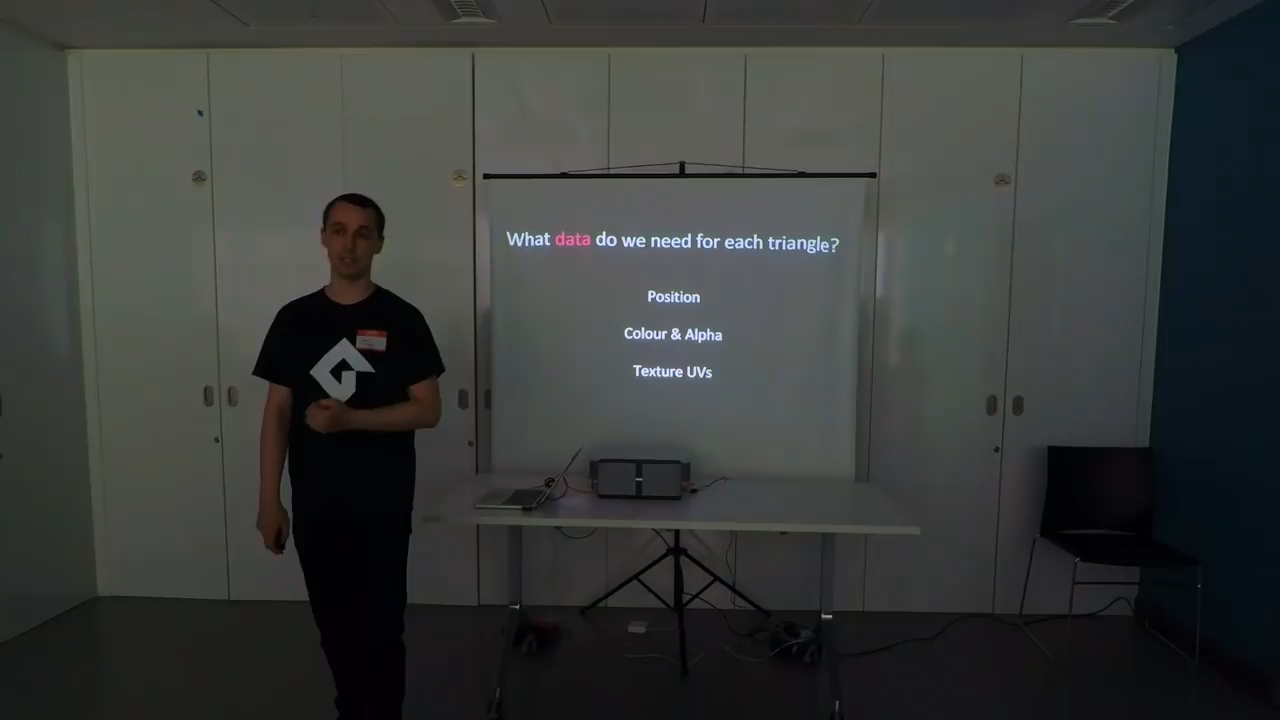 What data do we need for each triangle?
Position
Colour & Alpha
Texture UVs